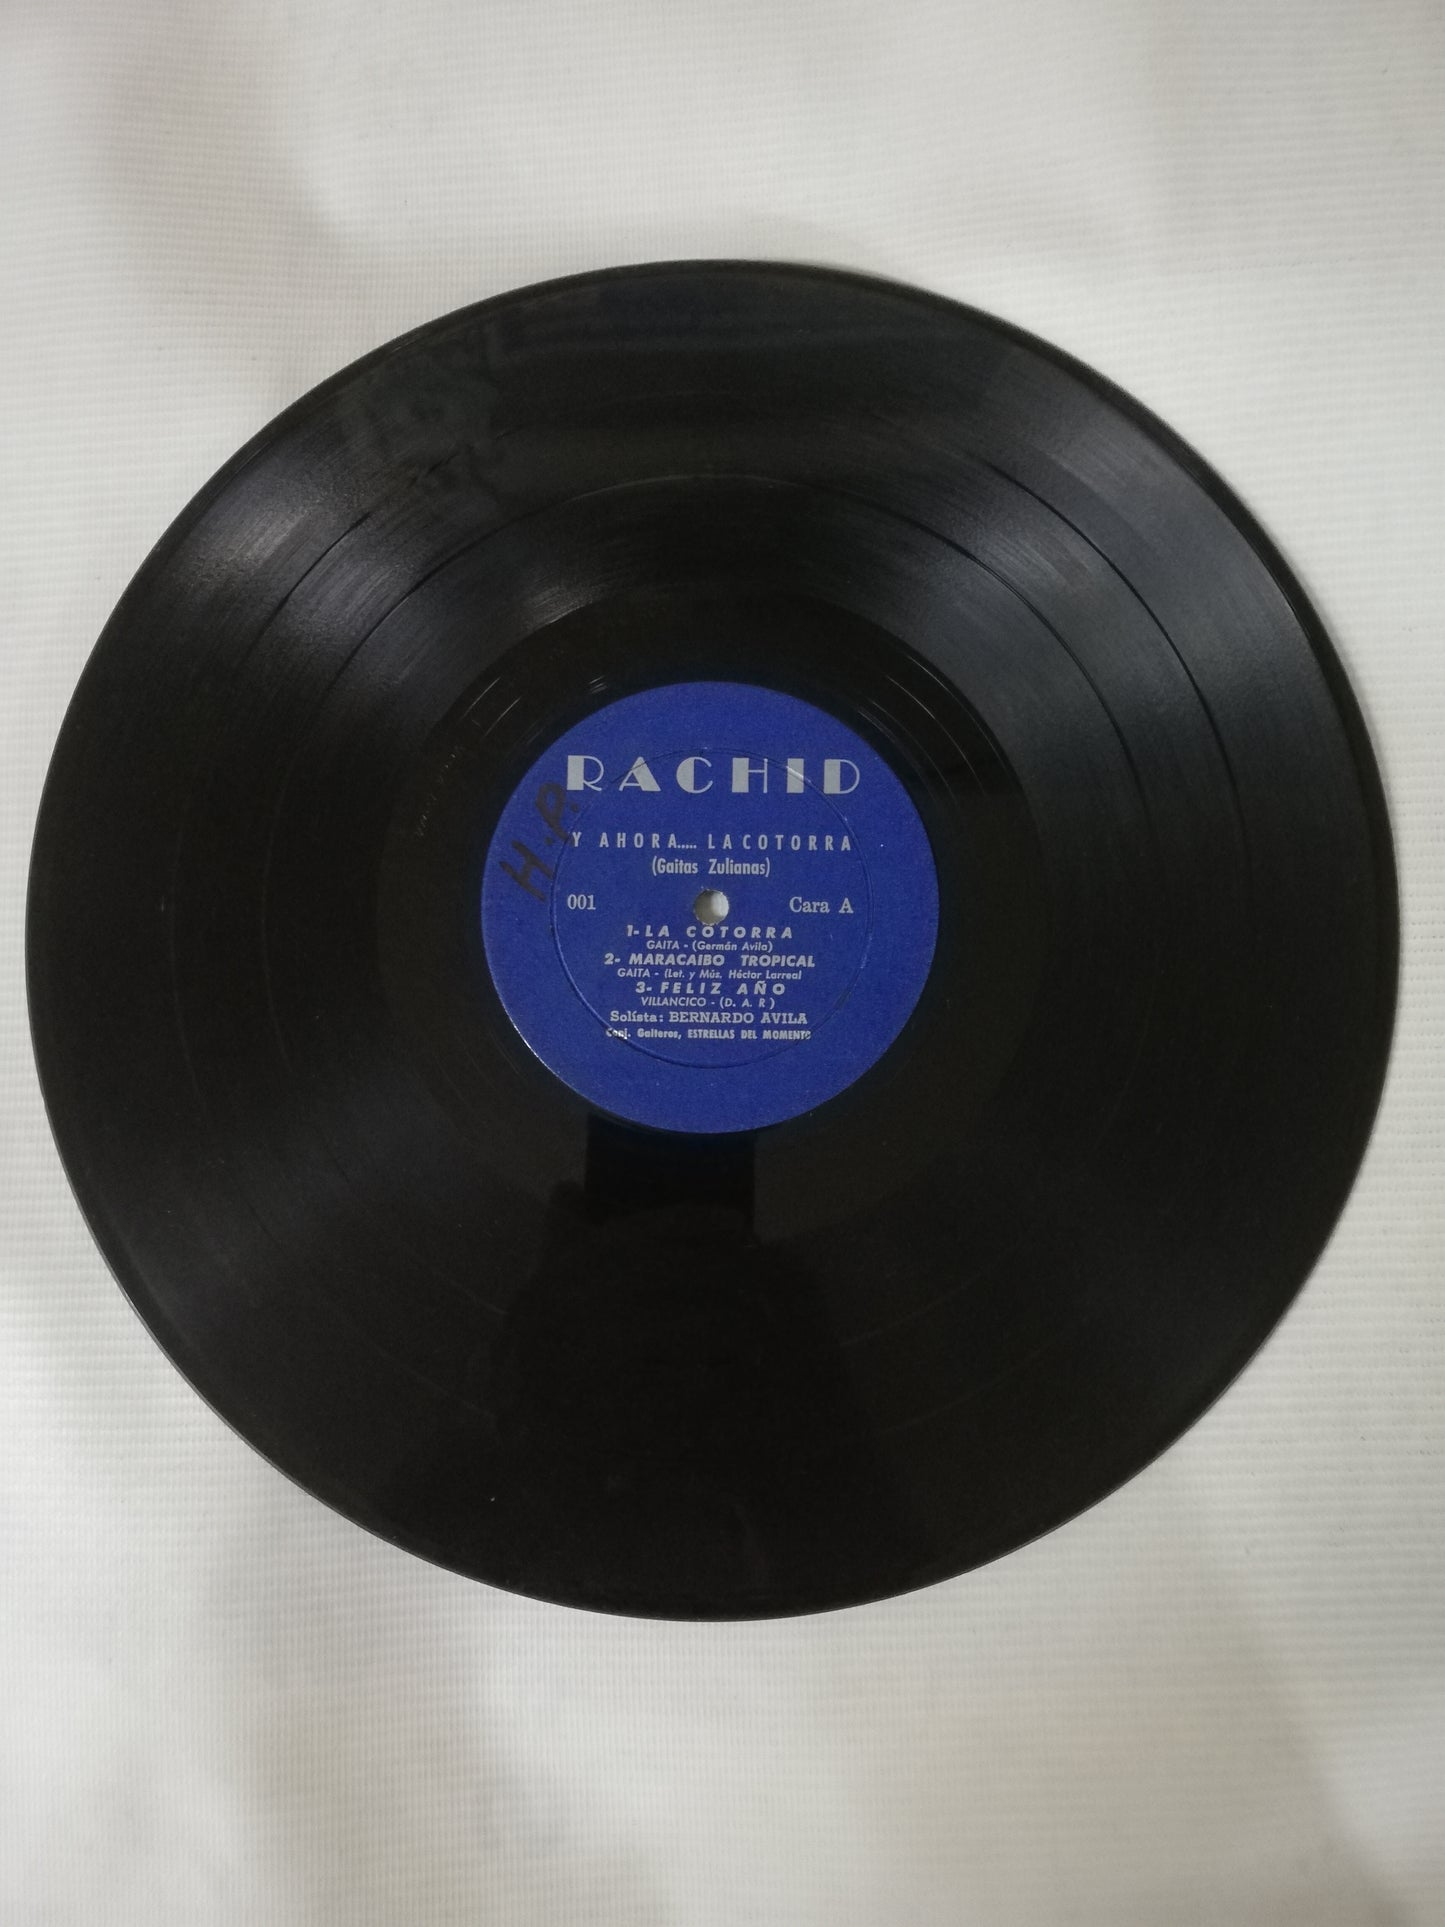 RACHID
H.P.
Y AHORA..... LA COTORRA
(Gaitas Zulianas)
001 Cara A
1- LA COTORRA
GAITA - (Germán Avila)
2- MARACAIBO TROPICAL
GAITA - (Let. y Mús. Héctor Larreal
3- FELIZ AÑO
VILLANCICO - (D. A. R)
Solísta: BERNARDO AVILA
Conj. Gaiteros, ESTRELLAS DEL MOMENTO